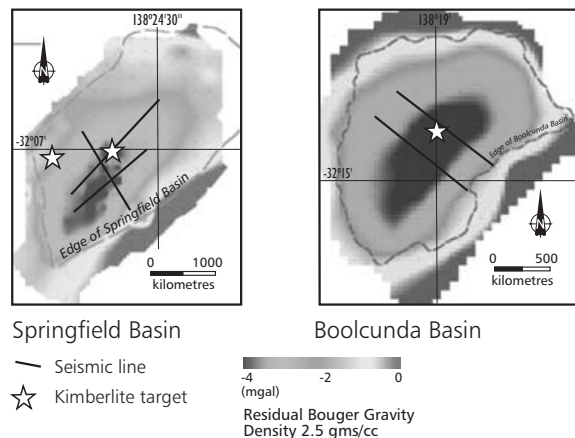 138°24'30"
N
-32°07'
Edge of Springfield Basin
0 1000
kilometres
138°19'
N
-32°15'
Edge of Boolcunda Basin
0 500
kilometres
Springfield Basin
Boolcunda Basin
Seismic line
Kimberlite target
-4 -2 0
(mgal)
Residual Bouger Gravity
Density 2.5 gms/cc